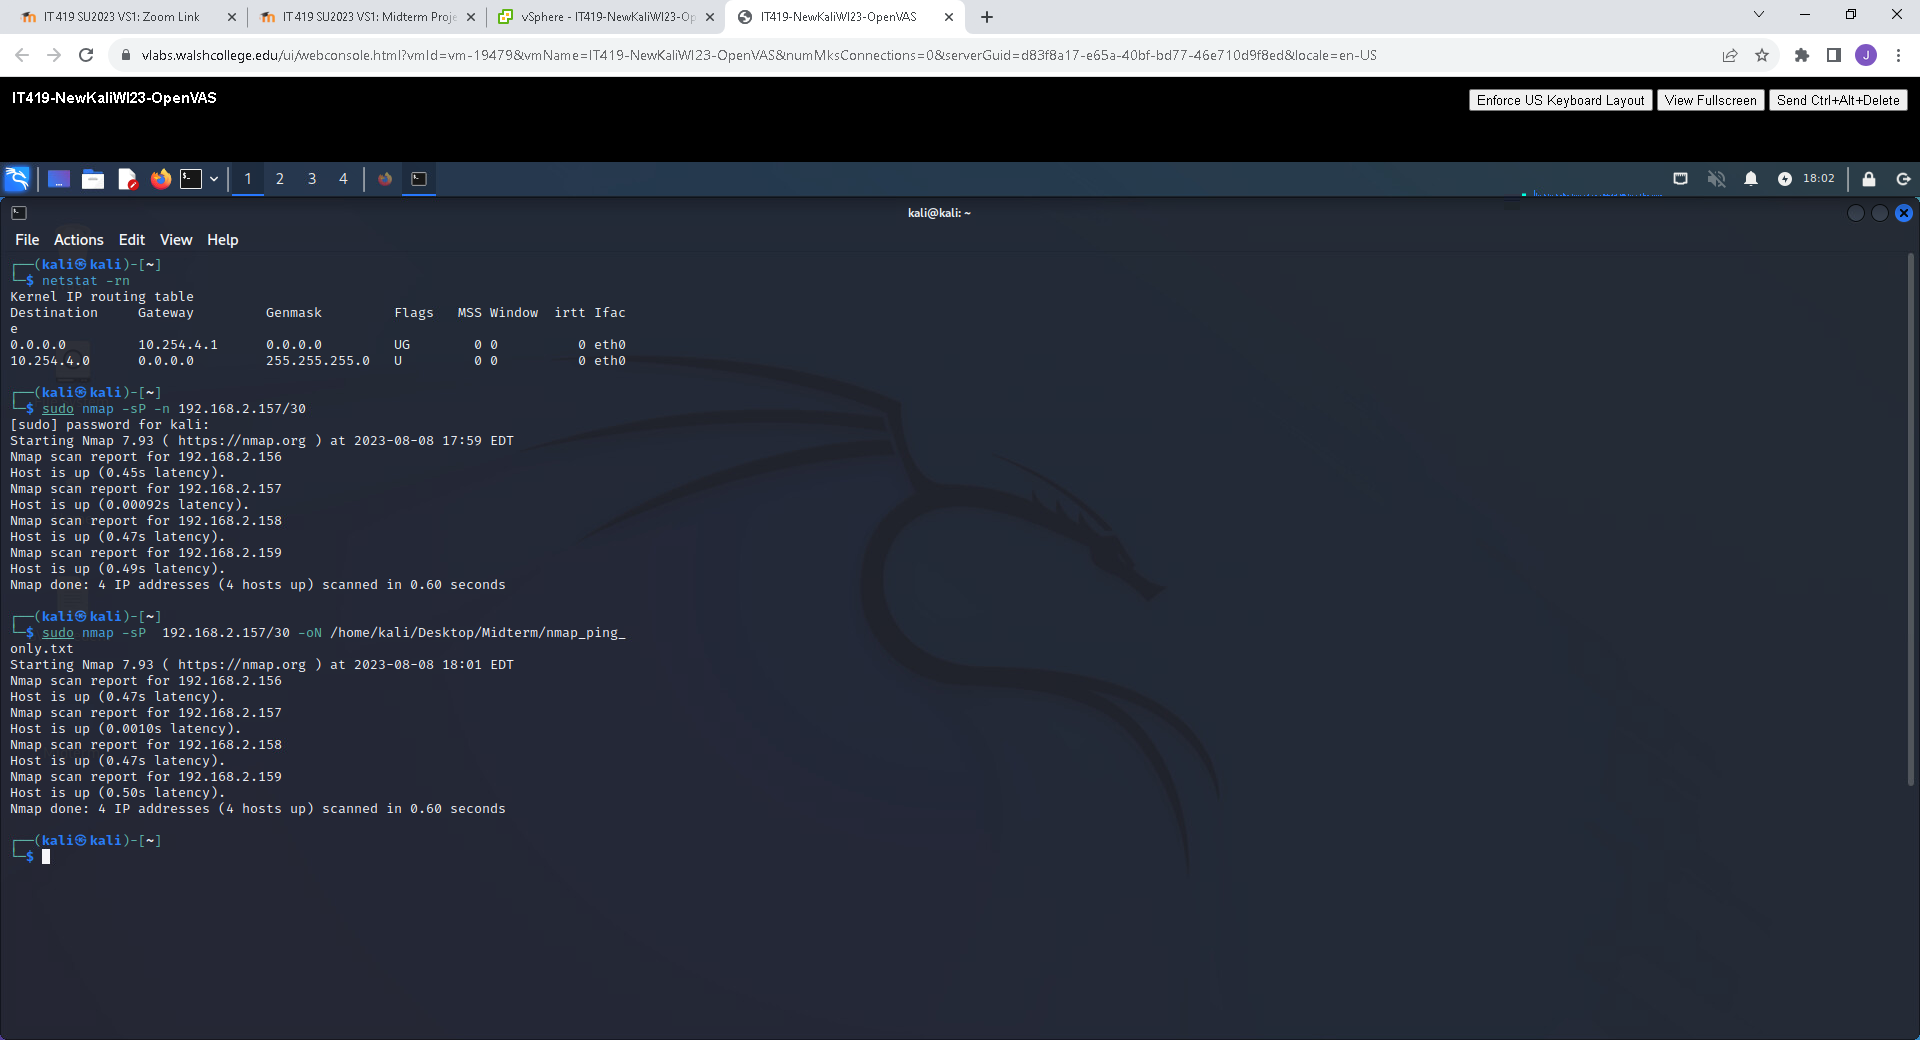 IT419 SU2023 VS1: Zoom Link
IT419 SU2023 VS1: Midterm Proje
vSphere - IT419-NewKaliWI23-Op
IT419-NewKaliWI23-OpenVAS
vlabs.walshcollege.edu/ui/webconsole.html?vmId=vm-19479&vmName=IT419-NewKaliWI23-OpenVAS&numMksConnections=0&serverGuid=d83f8a17-e65a-40bf-bd77-46e710d9f8ed&locale=en-US
J
IT419-NewKaliWI23-OpenVAS
Enforce US Keyboard Layout
View Fullscreen
Send Ctrl+Alt+Delete
1 2 3 4
18:02
kali@kali: ~
File Actions Edit View Help
┌──(kali㉿kali)-[~]
└─$ netstat -rn
Kernel IP routing table
Destination     Gateway         Genmask         Flags   MSS Window  irtt Ifac
e
0.0.0.0         10.254.4.1      0.0.0.0         UG        0 0          0 eth0
10.254.4.0      0.0.0.0         255.255.255.0   U         0 0          0 eth0
┌──(kali㉿kali)-[~]
└─$ sudo nmap -sP -n 192.168.2.157/30
[sudo] password for kali:
Starting Nmap 7.93 ( https://nmap.org ) at 2023-08-08 17:59 EDT
Nmap scan report for 192.168.2.156
Host is up (0.45s latency).
Nmap scan report for 192.168.2.157
Host is up (0.00092s latency).
Nmap scan report for 192.168.2.158
Host is up (0.47s latency).
Nmap scan report for 192.168.2.159
Host is up (0.49s latency).
Nmap done: 4 IP addresses (4 hosts up) scanned in 0.60 seconds
┌──(kali㉿kali)-[~]
└─$ sudo nmap -sP  192.168.2.157/30 -oN /home/kali/Desktop/Midterm/nmap_ping_
only.txt
Starting Nmap 7.93 ( https://nmap.org ) at 2023-08-08 18:01 EDT
Nmap scan report for 192.168.2.156
Host is up (0.47s latency).
Nmap scan report for 192.168.2.157
Host is up (0.0010s latency).
Nmap scan report for 192.168.2.158
Host is up (0.47s latency).
Nmap scan report for 192.168.2.159
Host is up (0.50s latency).
Nmap done: 4 IP addresses (4 hosts up) scanned in 0.60 seconds
┌──(kali㉿kali)-[~]
└─$